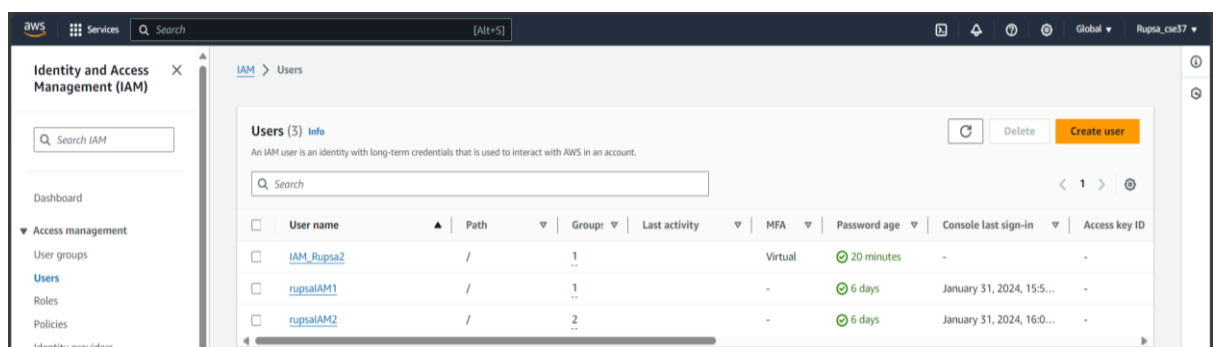 aws Services Search [Alt+S] Global Rupsa_cse37
Identity and Access Management (IAM)
Search IAM
Dashboard
Access management
User groups
Users
Roles
Policies
Identity providers
IAM > Users
Users (3) Info
Delete
Create user
An IAM user is an identity with long-term credentials that is used to interact with AWS in an account.
Search
1
User name Path Groups Last activity MFA Password age Console last sign-in Access key ID
IAM_Rupsa2 / 1 Virtual 20 minutes - -
rupsaIAM1 / 1 - 6 days January 31, 2024, 15:5... -
rupsaIAM2 / 2 - 6 days January 31, 2024, 16:0... -